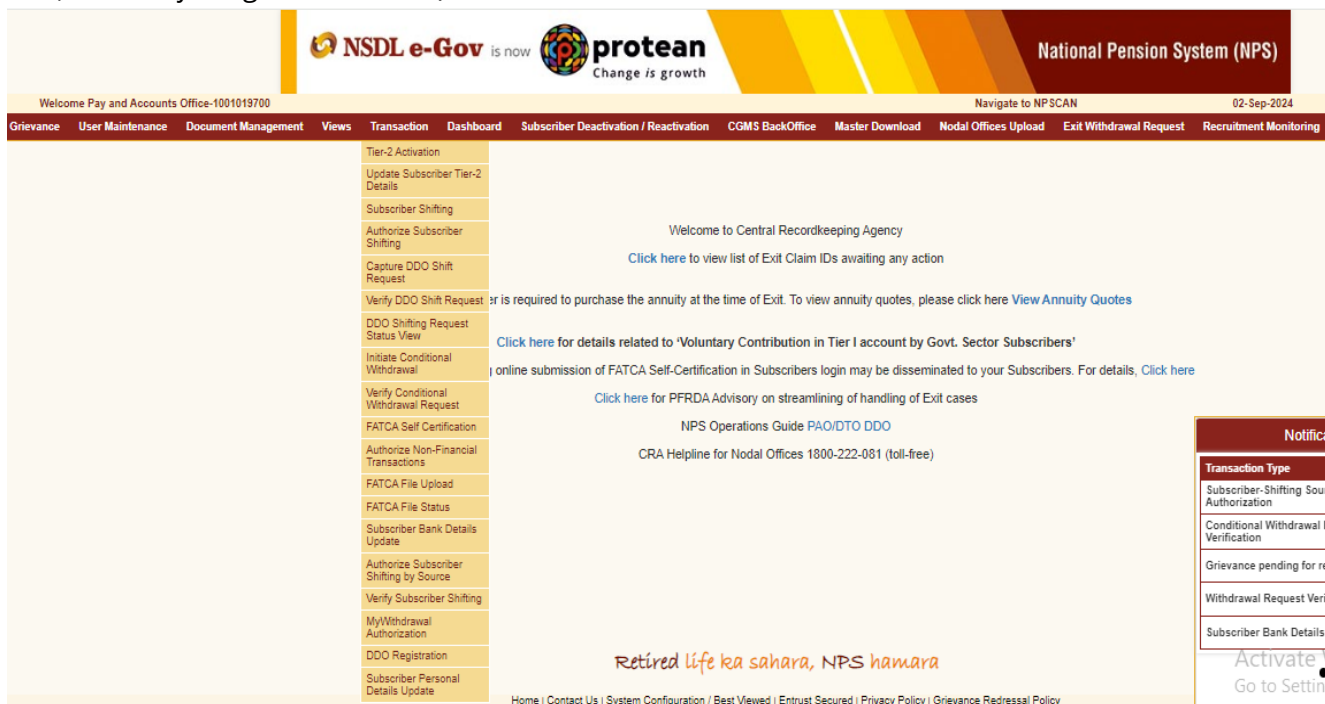 NSDL e-Gov is now protean
Change is growth
National Pension System (NPS)
Welcome Pay and Accounts Office-1001019700
Navigate to NPSCAN
02-Sep-2024
Grievance User Maintenance Document Management Views Transaction Dashboard Subscriber Deactivation / Reactivation CGMS BackOffice Master Download Nodal Offices Upload Exit Withdrawal Request Recruitment Monitoring
Tier-2 Activation
Update Subscriber Tier-2
Details
Subscriber Shifting
Authorize Subscriber
Shifting
Capture DDO Shift
Request
Verify DDO Shift Request
DDO Shifting Request
Status View
Initiate Conditional
Withdrawal
Verify Conditional
Withdrawal Request
FATCA Self Certification
Authorize Non-Financial
Transactions
FATCA File Upload
FATCA File Status
Subscriber Bank Details
Update
Authorize Subscriber
Shifting by Source
Verify Subscriber Shifting
MyWithdrawal
Authorization
DDO Registration
Subscriber Personal
Details Update
Welcome to Central Recordkeeping Agency
Click here to view list of Exit Claim IDs awaiting any action
er is required to purchase the annuity at the time of Exit. To view annuity quotes, please click here View Annuity Quotes
Click here for details related to ‘Voluntary Contribution in Tier I account by Govt. Sector Subscribers’
online submission of FATCA Self-Certification in Subscribers login may be disseminated to your Subscribers. For details, Click here
Click here for PFRDA Advisory on streamlining of handling of Exit cases
NPS Operations Guide PAO/DTO DDO
CRA Helpline for Nodal Offices 1800-222-081 (toll-free)
Notifica
Transaction Type
Subscriber-Shifting Sou
Authorization
Conditional Withdrawal
Verification
Grievance pending for re
Withdrawal Request Veri
Subscriber Bank Details
Activate
Go to Settin
Retired life ka sahara, NPS hamara
Home | Contact Us | System Configuration / Best Viewed | Entrust Secured | Privacy Policy | Grievance Redressal Policy